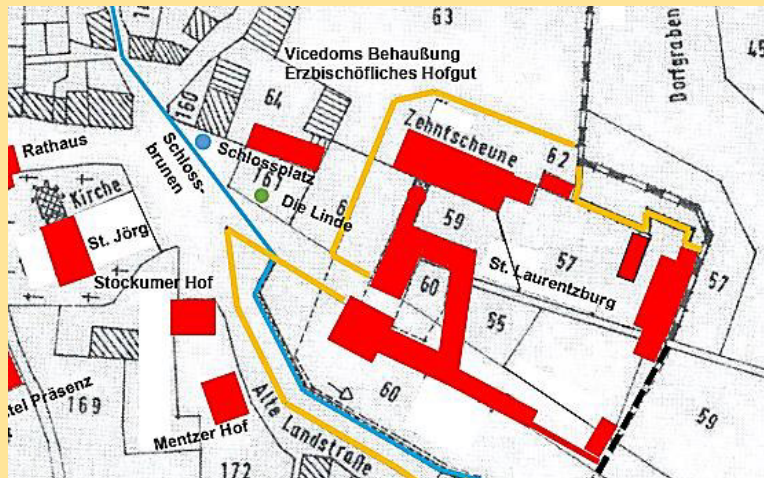 63
45
Vicedoms Behaußung
Erzbischöfliches Hofgut
Dorfgraben
160
64
Zehntscheune
62
Schloss-
brunen
Schlossplatz
Rathaus
Kirche
161
Die Linde
6
59
57
57
St. Jörg
St. Laurentzburg
Stockumer Hof
60
55
60
59
tel Präsenz
169
Mentzer Hof
Alte Landstraße
172